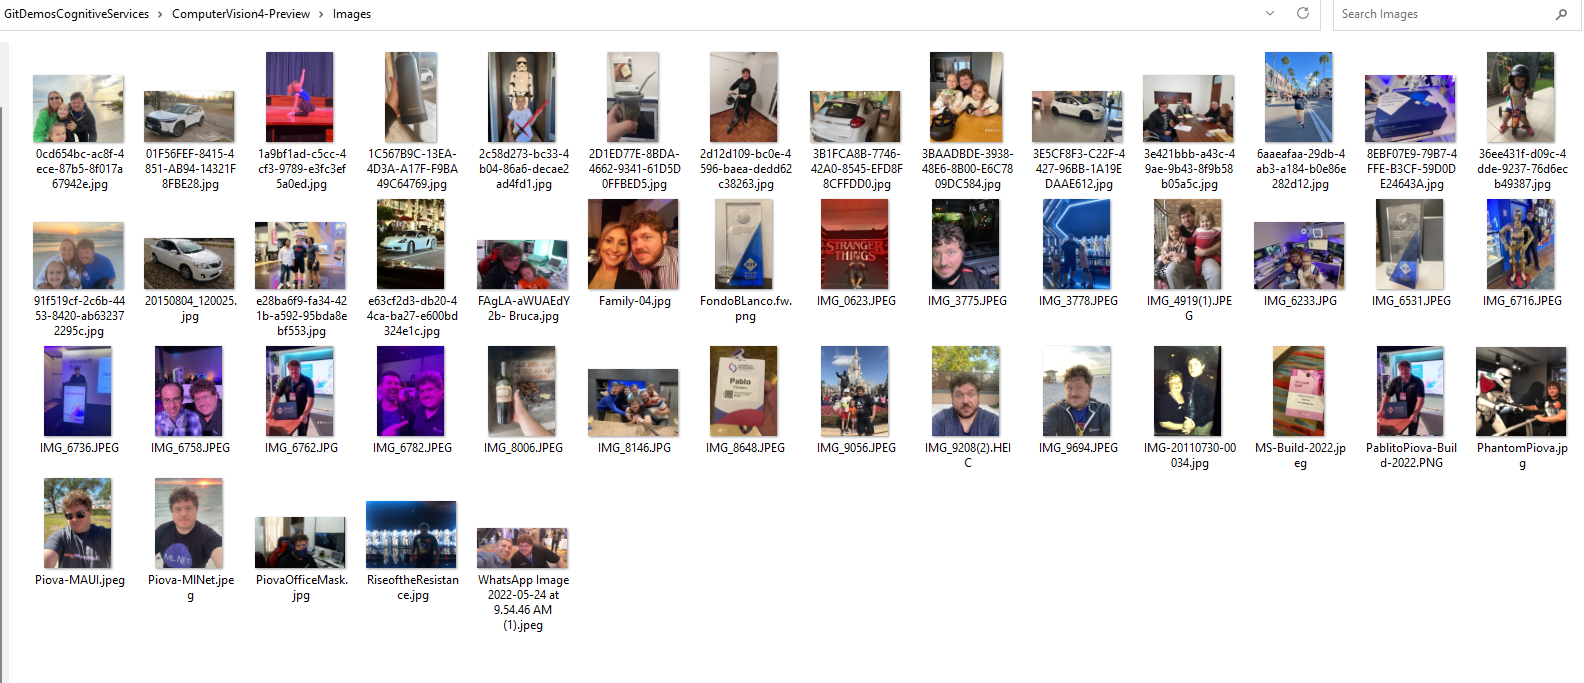 GitDemosCognitiveServices > ComputerVision4-Preview > Images
Search Images
0cd654bc-ac8f-4ece-87b5-8f017a67942e.jpg
01F56FEF-8415-4851-AB94-14321F8FBE28.jpg
1a9bf1ad-c5cc-4cf3-9789-e3fc3ef5a0ed.jpg
1C567B9C-13EA-4D3A-A17F-F9BA49C64769.jpg
2c58d273-bc33-4b04-86a6-decae2ad4fd1.jpg
2D1ED77E-8BDA-4662-9341-61D5D0FFBED5.jpg
2d12d109-bc0e-4596-baea-dedd62c38263.jpg
3B1FCA8B-7746-42A0-8545-EFD8F8CFFDD0.jpg
3BAADBDE-3938-48E6-8B00-E6C7809DC584.jpg
3E5CF8F3-C22F-4427-96BB-1A19EDAAE612.jpg
3e421bbb-a43c-49ae-9b43-8f9b58b05a5c.jpg
6aaeafaa-29db-4ab3-a184-b0e86e282d12.jpg
8EBF07E9-79B7-4FFE-B3CF-59D0DE24643A.jpg
36ee431f-d09c-4dde-9237-76d6ecb49387.jpg
STRANGER
THINGS
91f519cf-2c6b-4453-8420-ab632372295c.jpg
20150804_120025.jpg
e28ba6f9-fa34-421b-a592-95bda8ebf553.jpg
e63cf2d3-db20-44ca-ba27-e600bd324e1c.jpg
FAgLA-aWUAEdY2b- Bruca.jpg
Family-04.jpg
FondoBLanco.fw.png
IMG_0623.JPEG
IMG_3775.JPEG
IMG_3778.JPEG
IMG_4919(1).JPEG
IMG_6233.JPG
IMG_6531.JPEG
IMG_6716.JPEG
Pablo
IMG_6736.JPEG
IMG_6758.JPEG
IMG_6762.JPG
IMG_6782.JPEG
IMG_8006.JPEG
IMG_8146.JPG
IMG_8648.JPEG
IMG_9056.JPEG
IMG_9208(2).HEIC
IMG_9694.JPEG
IMG-20110730-00034.jpg
MS-Build-2022.jpeg
PablitoPiova-Build-2022.PNG
PhantomPiova.jpg
ML.NET
Piova-MAUI.jpeg
Piova-MlNet.jpeg
PiovaOfficeMask.jpg
RiseoftheResistance.jpg
WhatsApp Image 2022-05-24 at 9.54.46 AM (1).jpeg